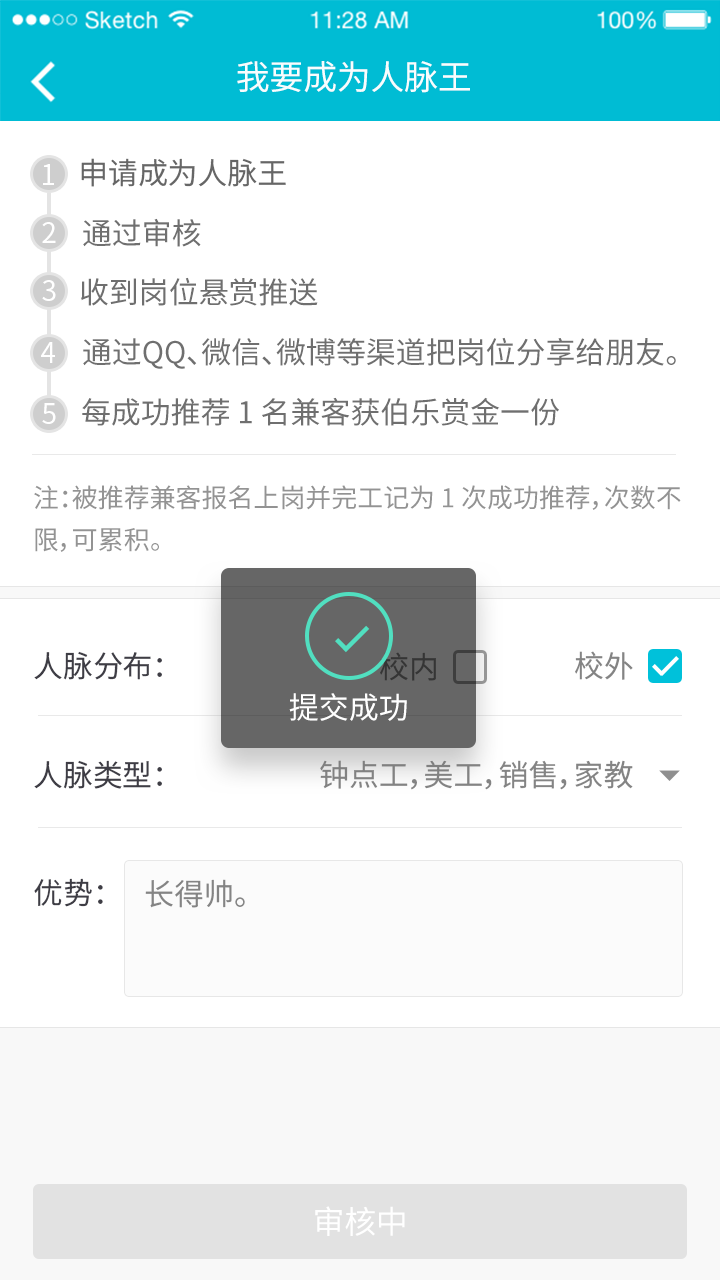 Sketch 11:28 AM 100%
我要成为人脉王
1 申请成为人脉王
2 通过审核
3 收到岗位悬赏推送
4 通过QQ、微信、微博等渠道把岗位分享给朋友。
5 每成功推荐 1 名兼客获伯乐赏金一份
注：被推荐兼客报名上岗并完工记为 1 次成功推荐，次数不
限，可累积。
人脉分布： 校内 校外
提交成功
人脉类型： 钟点工，美工，销售，家教
优势： 长得帅。
审核中